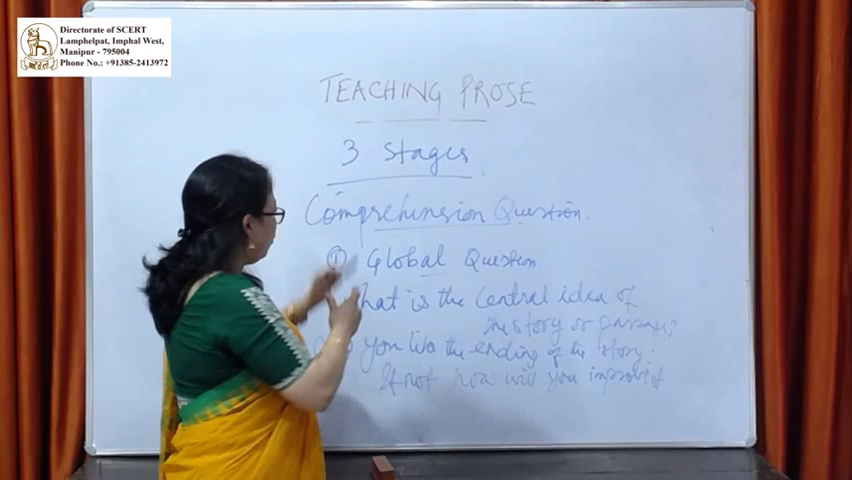 Directorate of SCERT
Lamphelpat, Imphal West,
Manipur - 795004
Phone No.: +91385-2413972
TEACHING PROSE
3 Stages
Comprehension Question.
① Global Question
hat is the Central idea of
the story or passage
you like the ending of the story.
If not how will you improve it